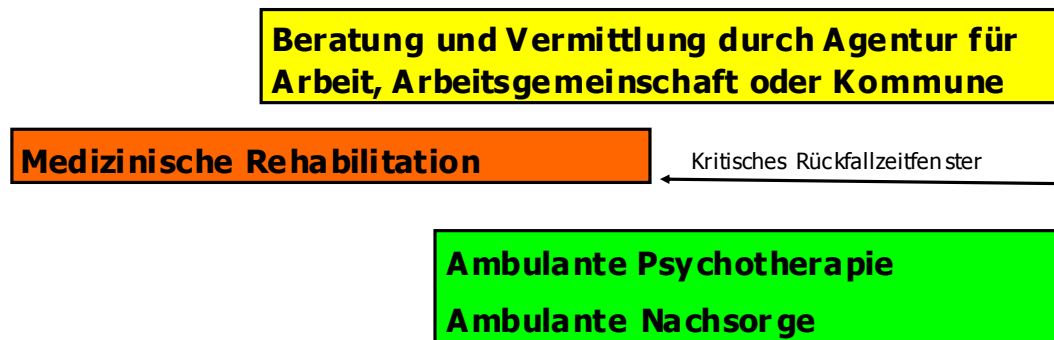 Beratung und Vermittlung durch Agentur für
Arbeit, Arbeitsgemeinschaft oder Kommune
Medizinische Rehabilitation
Kritisches Rückfallzeitfenster
Ambulante Psychotherapie
Ambulante Nachsorge